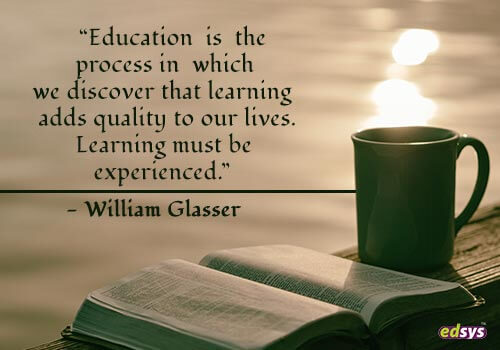 “Education is the
process in which
we discover that learning
adds quality to our lives.
Learning must be
experienced.”
- William Glasser
edsys